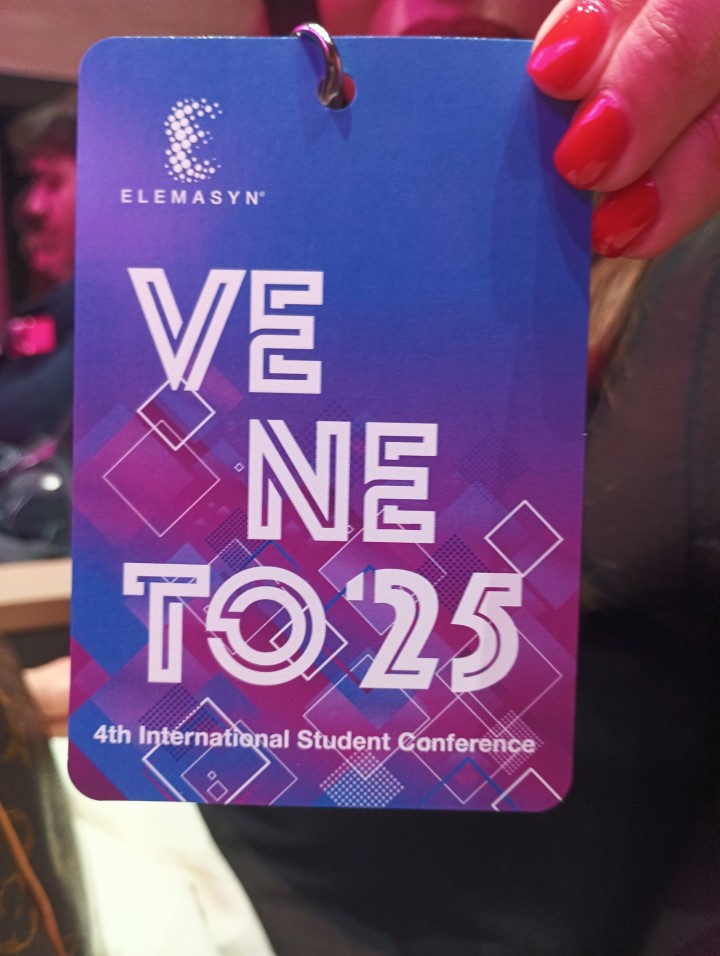 ELEMASYN®
VE
NE
TO'25
4th International Student Conference